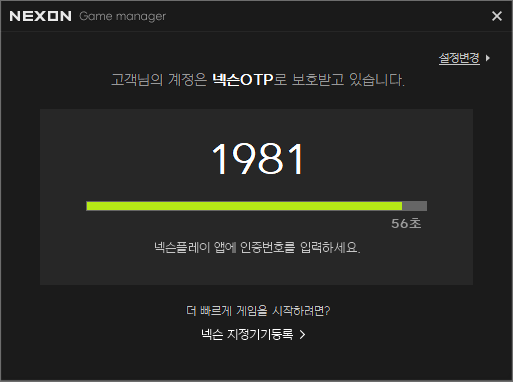 NEXON Game manager
설정변경
고객님의 계정은 넥슨OTP로 보호받고 있습니다.
1981
56초
넥슨플레이 앱에 인증번호를 입력하세요.
더 빠르게 게임을 시작하려면?
넥슨 지정기기등록 >